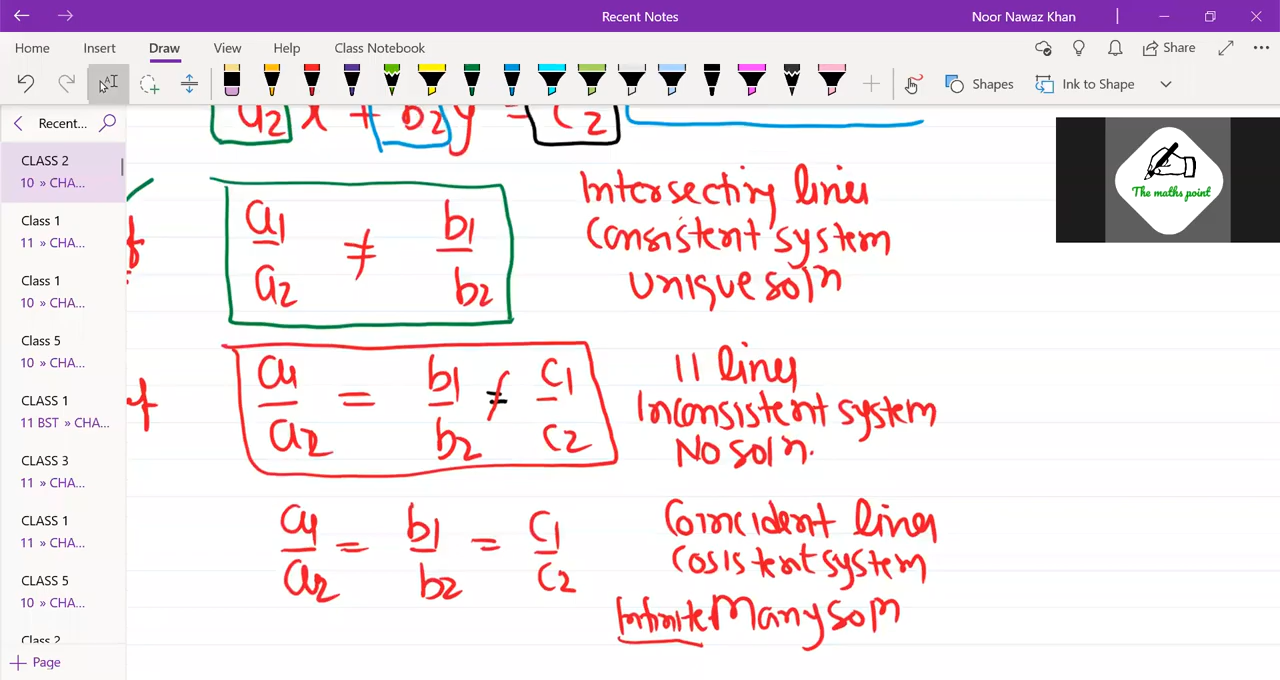 Recent Notes
Noor Nawaz Khan
Home Insert Draw View Help Class Notebook
Share
Shapes
Ink to Shape
Recent...
CLASS 2
10 » CHA...
Class 1
11 » CHA...
Class 1
10 » CHA...
Class 5
10 » CHA...
CLASS 1
11 BST » CHA...
CLASS 3
11 » CHA...
CLASS 1
11 » CHA...
CLASS 5
10 » CHA...
Class 2
Page
The maths point
a2 x + b2 y = c2
if
a1/a2 ≠ b1/b2
Intersecting lines
Consistent system
unique soln
if
a1/a2 = b1/b2 ≠ c1/c2
|| lines
Inconsistent system
No soln.
a1/a2 = b1/b2 = c1/c2
Coincident lines
Cosistent system
Infinite Many soln